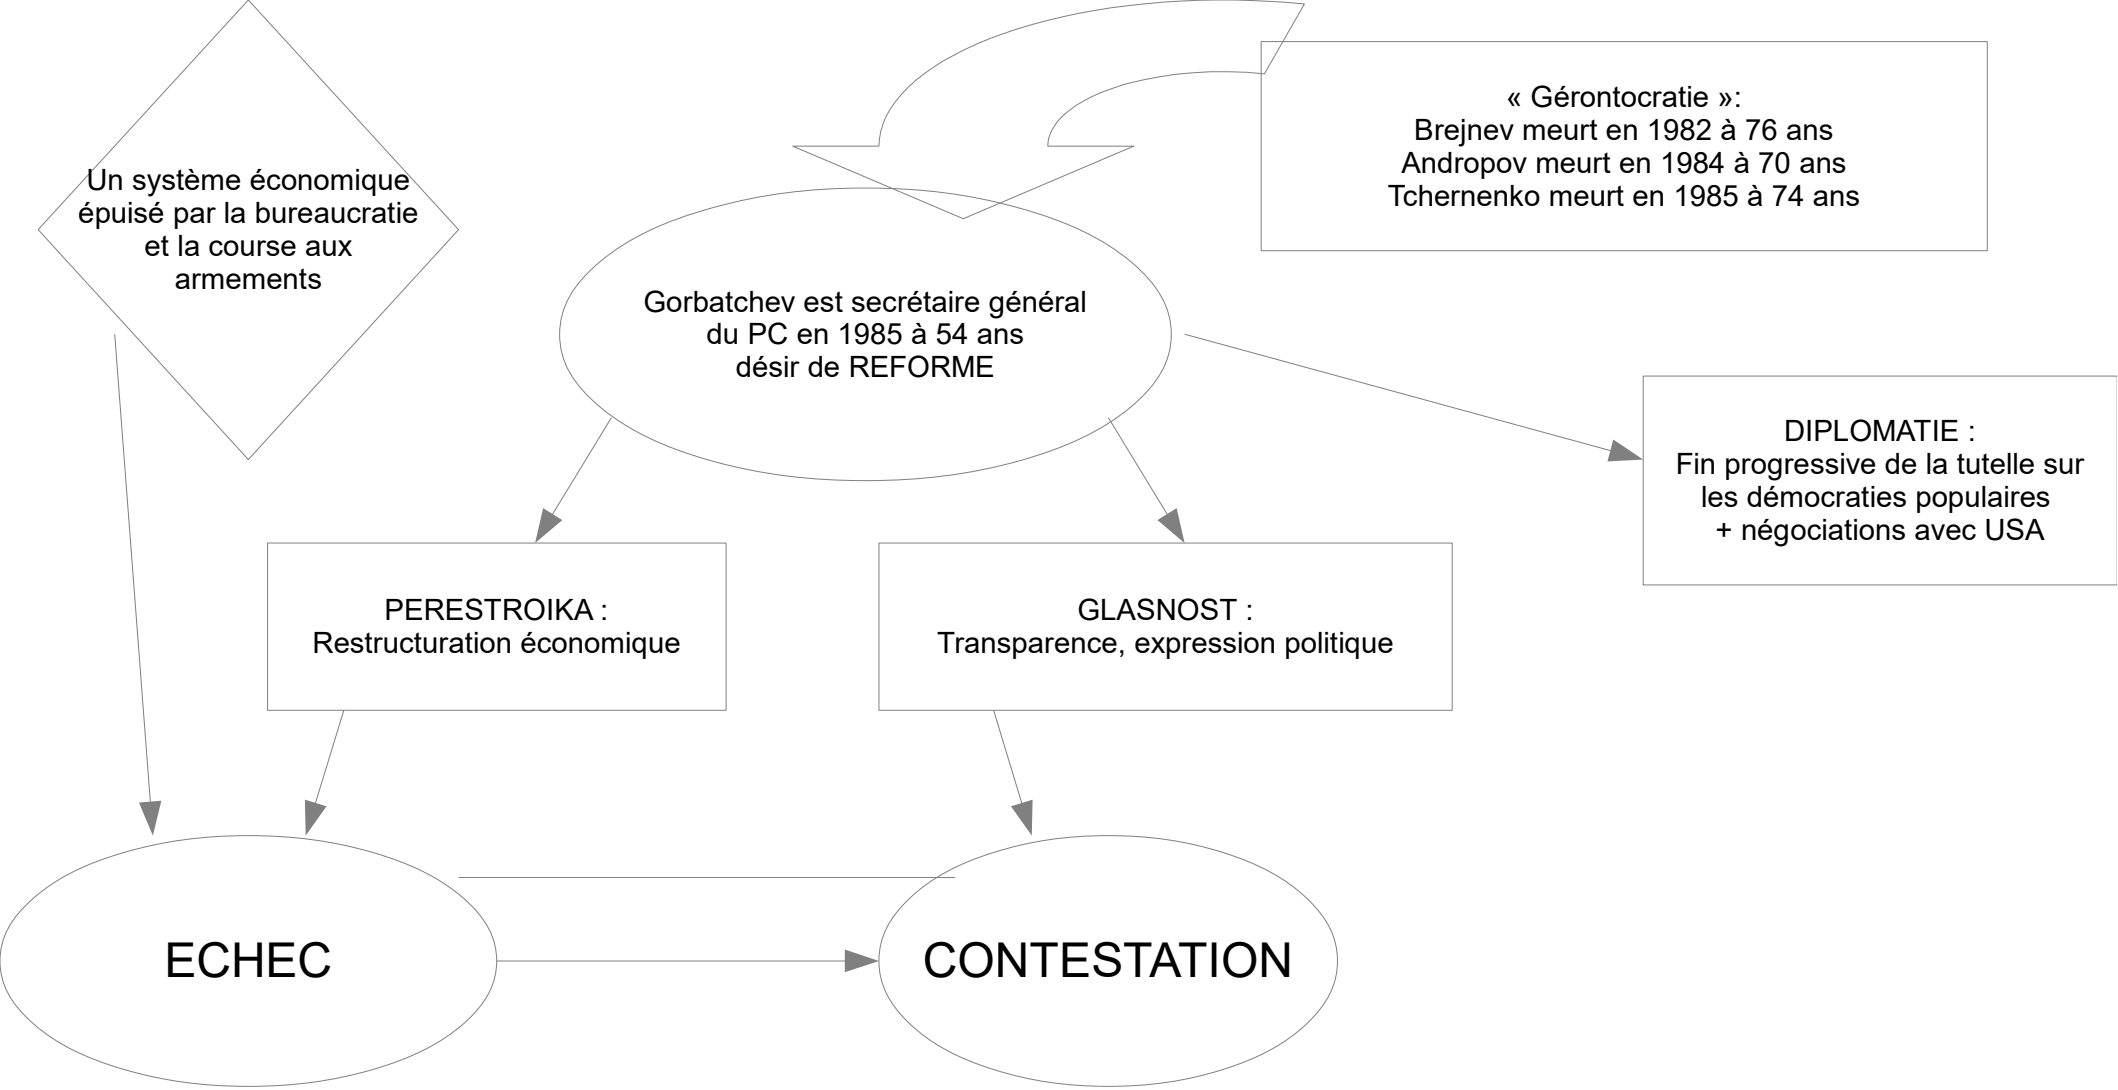 « Gérontocratie »:
Brejnev meurt en 1982 à 76 ans
Andropov meurt en 1984 à 70 ans
Tchernenko meurt en 1985 à 74 ans
Un système économique
épuisé par la bureaucratie
et la course aux
armements
Gorbatchev est secrétaire général
du PC en 1985 à 54 ans
désir de REFORME
DIPLOMATIE :
Fin progressive de la tutelle sur
les démocraties populaires
+ négociations avec USA
PERESTROIKA :
Restructuration économique
GLASNOST :
Transparence, expression politique
ECHEC
CONTESTATION